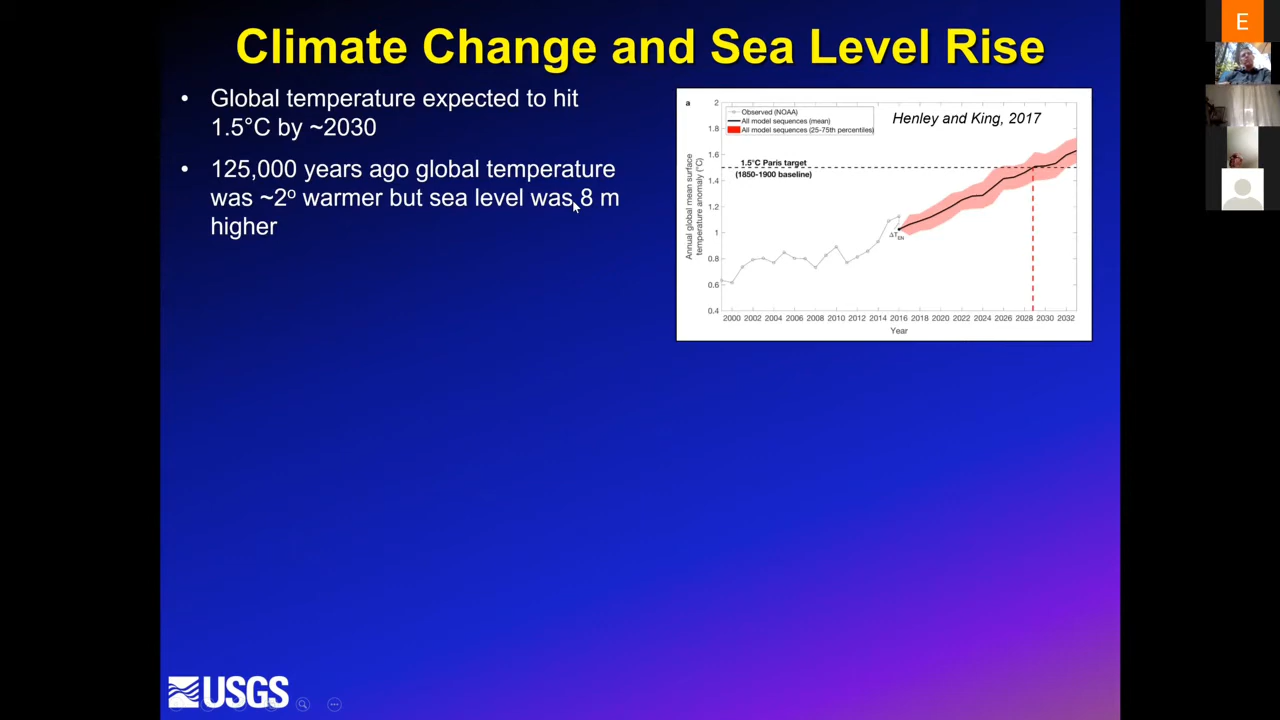 Climate Change and Sea Level Rise
E
• Global temperature expected to hit
1.5°C by ~2030
• 125,000 years ago global temperature
was ~2º warmer but sea level was 8 m
higher
a
Henley and King, 2017
Observed (NOAA)
All model sequences (mean)
All model sequences (25-75th percentiles)
1.5°C Paris target
(1850-1900 baseline)
ΔT_EN
Annual global mean surface
temperature anomaly (°C)
2
1.8
1.6
1.4
1.2
1
0.8
0.6
0.4
2000 2002 2004 2006 2008 2010 2012 2014 2016 2018 2020 2022 2024 2026 2028 2030 2032
Year
USGS